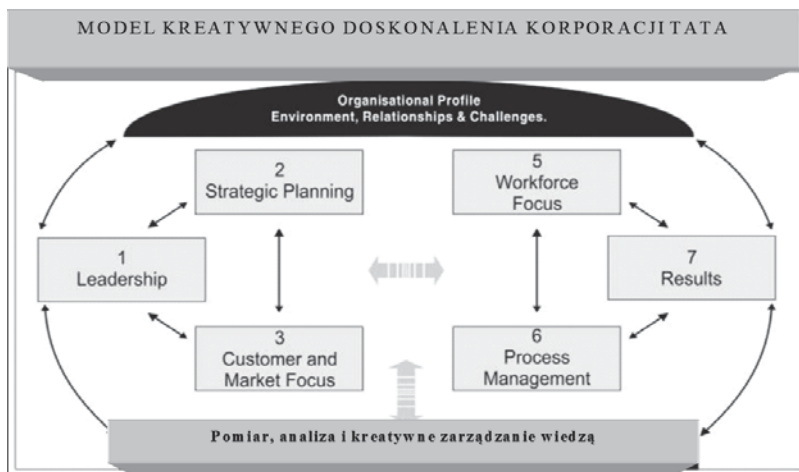 MODEL KREATYWNEGO DOSKONALENIA KORPORACJI TATA
Organisational Profile
Environment, Relationships & Challenges.
2
Strategic Planning
5
Workforce
Focus
1
Leadership
7
Results
3
Customer and
Market Focus
6
Process
Management
Pomiar, analiza i kreatywne zarządzanie wiedzą